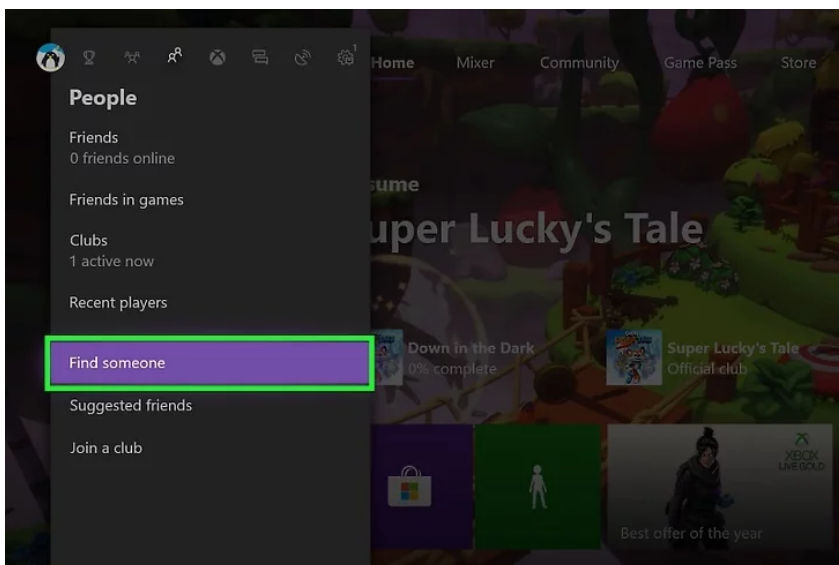 1
Home
Mixer
Community
Game Pass
Store
People
Friends
0 friends online
Friends in games
Clubs
1 active now
Recent players
Find someone
Suggested friends
Join a club
sume
uper Lucky's Tale
Down in the Dark
0% complete
Super Lucky's Tale
Official club
XBOX
LIVE GOLD
Best offer of the year